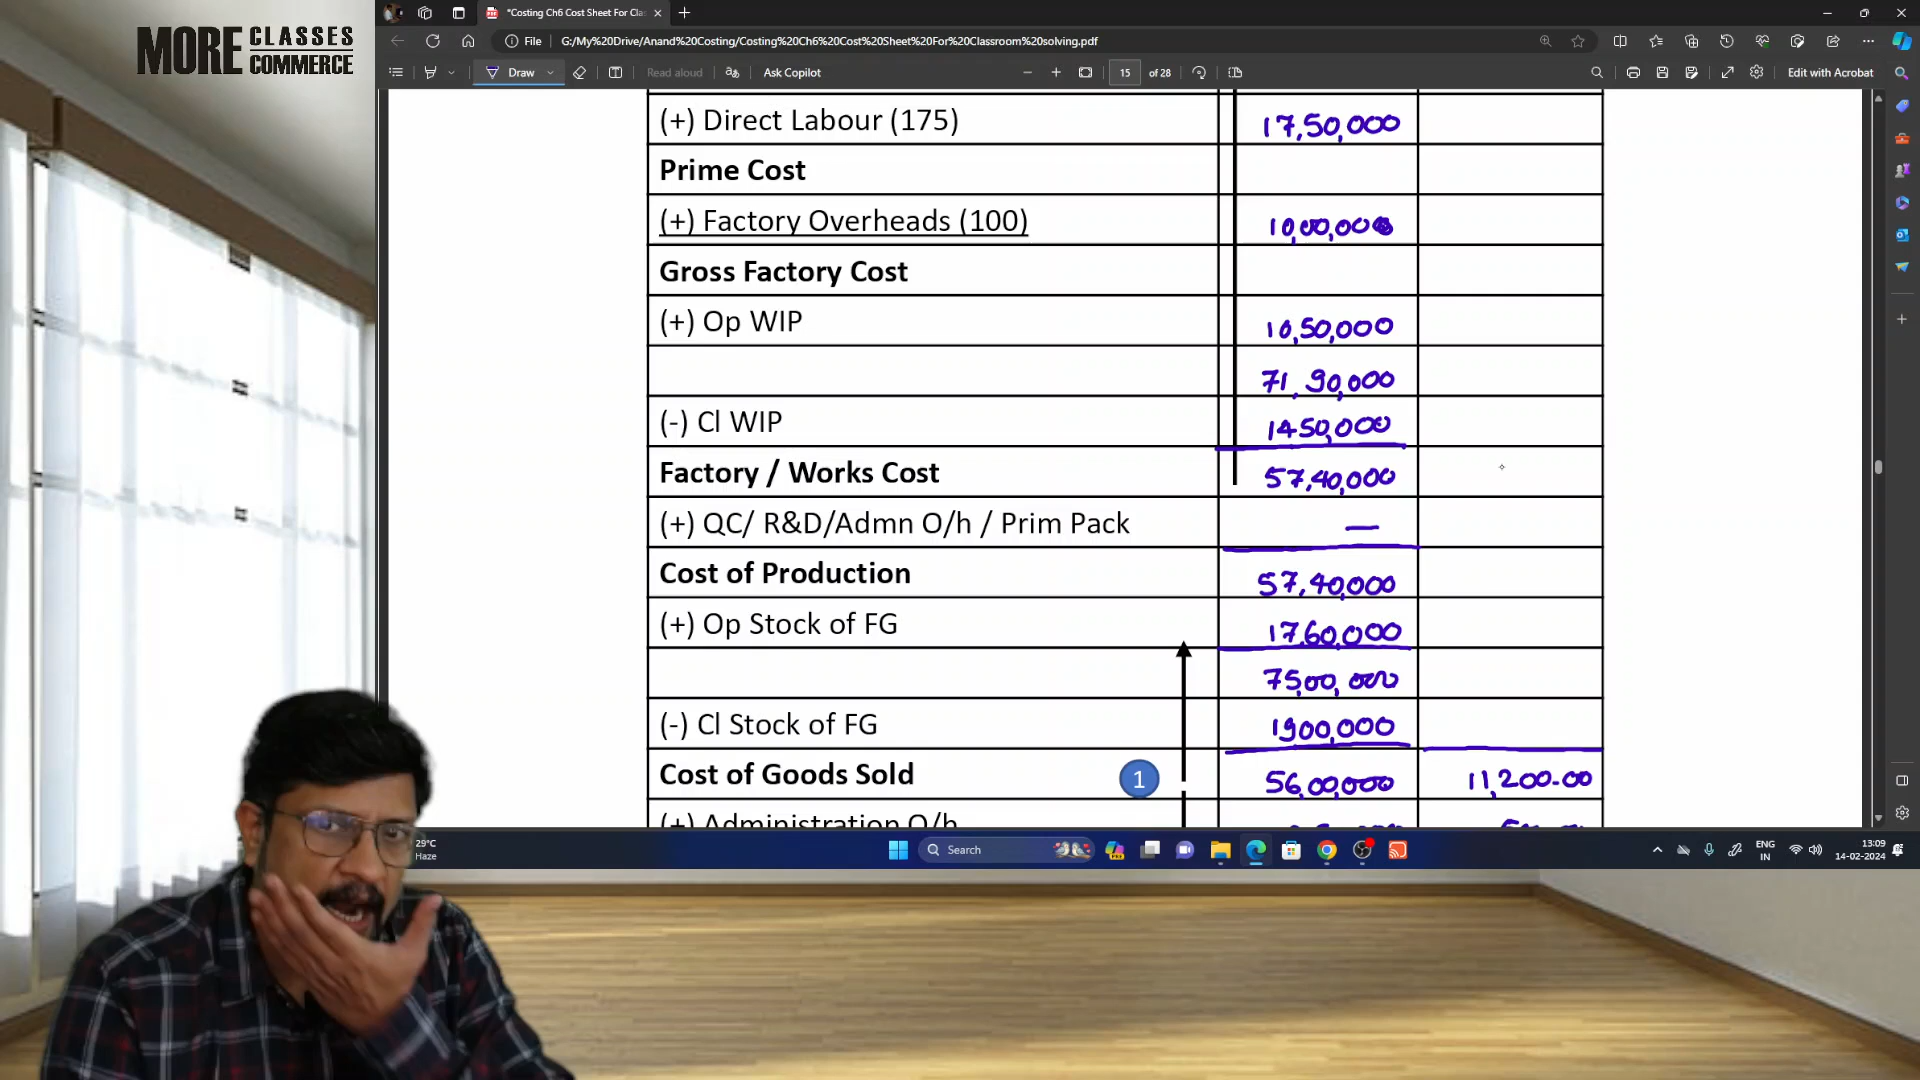 MORE CLASSES COMMERCE
*Costing Ch6 Cost Sheet For Cla
File G:/My%20Drive/Anand%20Costing/Costing%20Ch6%20Cost%20Sheet%20For%20Classroom%20solving.pdf
Draw Read aloud Ask Copilot 15 of 28 Edit with Acrobat
(+) Direct Labour (175) 17,50,000
Prime Cost
(+) Factory Overheads (100) 10,00,000
Gross Factory Cost
(+) Op WIP 10,50,000
71,90,000
(-) Cl WIP 1450,000
Factory / Works Cost 57,40,000
(+) QC/ R&D/Admn O/h / Prim Pack —
Cost of Production 57,40,000
(+) Op Stock of FG 17,60,000
75,00,000
(-) Cl Stock of FG 1900,000
Cost of Goods Sold 1 56,00,000 11,200.00
(+) Administration O/h
29°C
Haze
Search
ENG
IN
13:09
14-02-2024